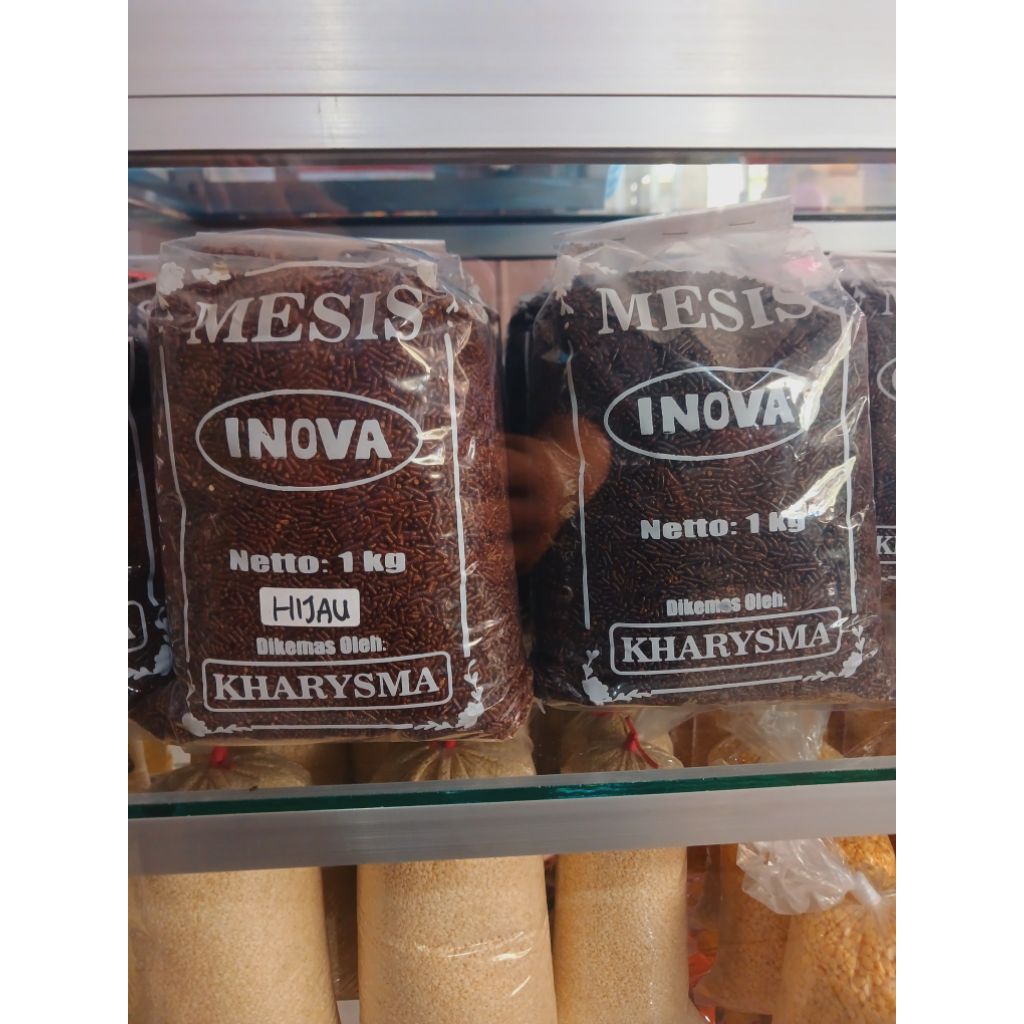 MESIS
INOVA
Netto: 1 kg
HIJAU
Dikemas Oleh:
KHARYSMA
MESIS
INOVA
Netto: 1 kg
Dikemas Oleh:
KHARYSMA